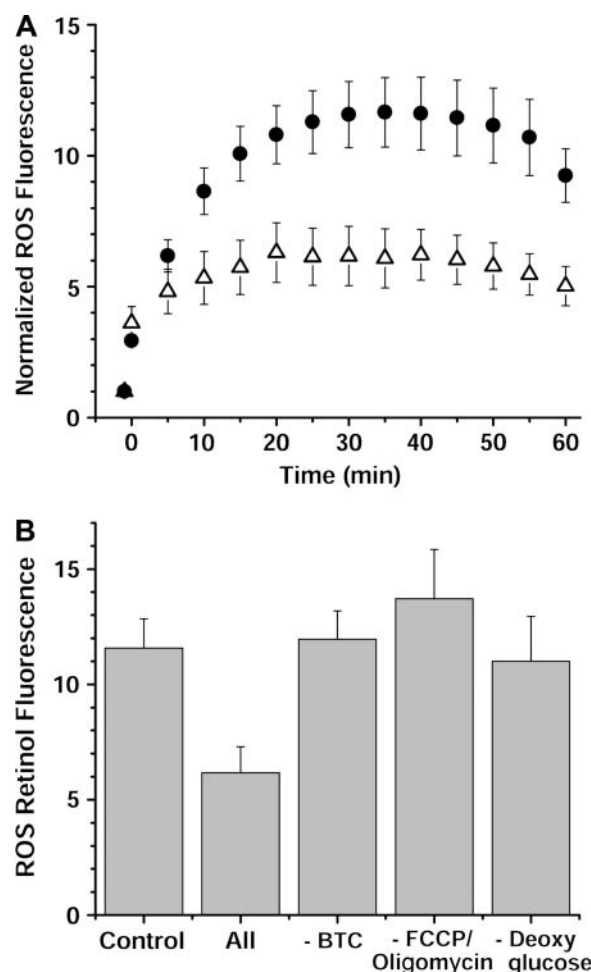 A
Normalized ROS Fluorescence
15
10
5
0
0 10 20 30 40 50 60
Time (min)
B
ROS Retinol Fluorescence
15
10
5
0
Control All - BTC - FCCP/ - Deoxy
Oligomycin glucose